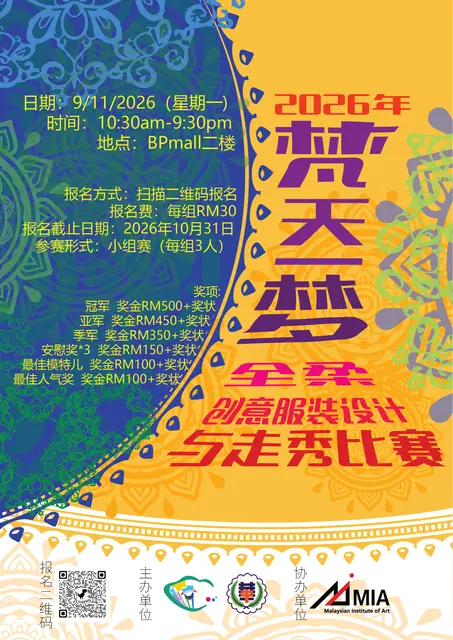 日期：9/11/2026（星期一）
时间：10:30am-9:30pm
地点：BPmall二楼
报名方式：扫描二维码报名
报名费：每组RM30
报名截止日期：2026年10月31日
参赛形式：小组赛（每组3人）
奖项:
冠军 奖金RM500+奖状
亚军 奖金RM450+奖状
季军 奖金RM350+奖状
安慰奖*3 奖金RM150+奖状
最佳模特儿 奖金RM100+奖状
最佳人气奖 奖金RM100+奖状
2026年
梵天一梦
全柔
创意服装设计
与走秀比赛
报名二维码
主办单位
華
协办单位
MIA
Malaysian Institute of Art